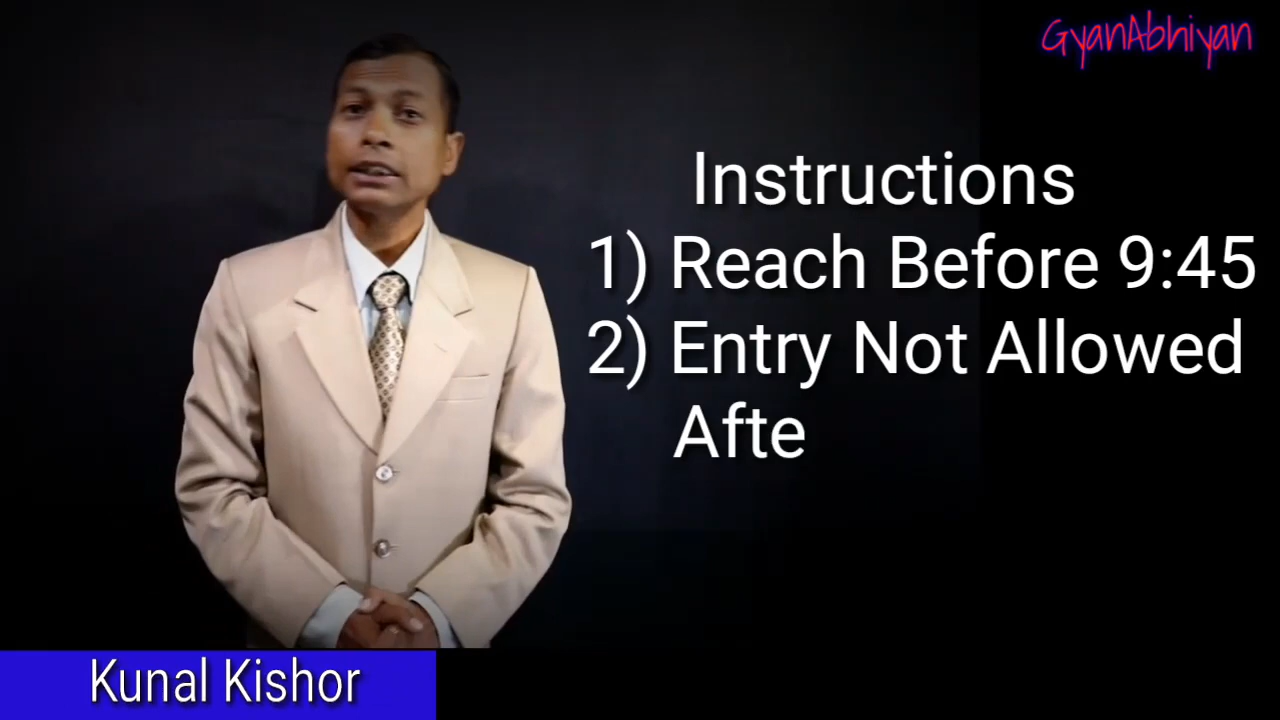 GyanAbhiyan
Instructions
1) Reach Before 9:45
2) Entry Not Allowed
Afte
Kunal Kishor